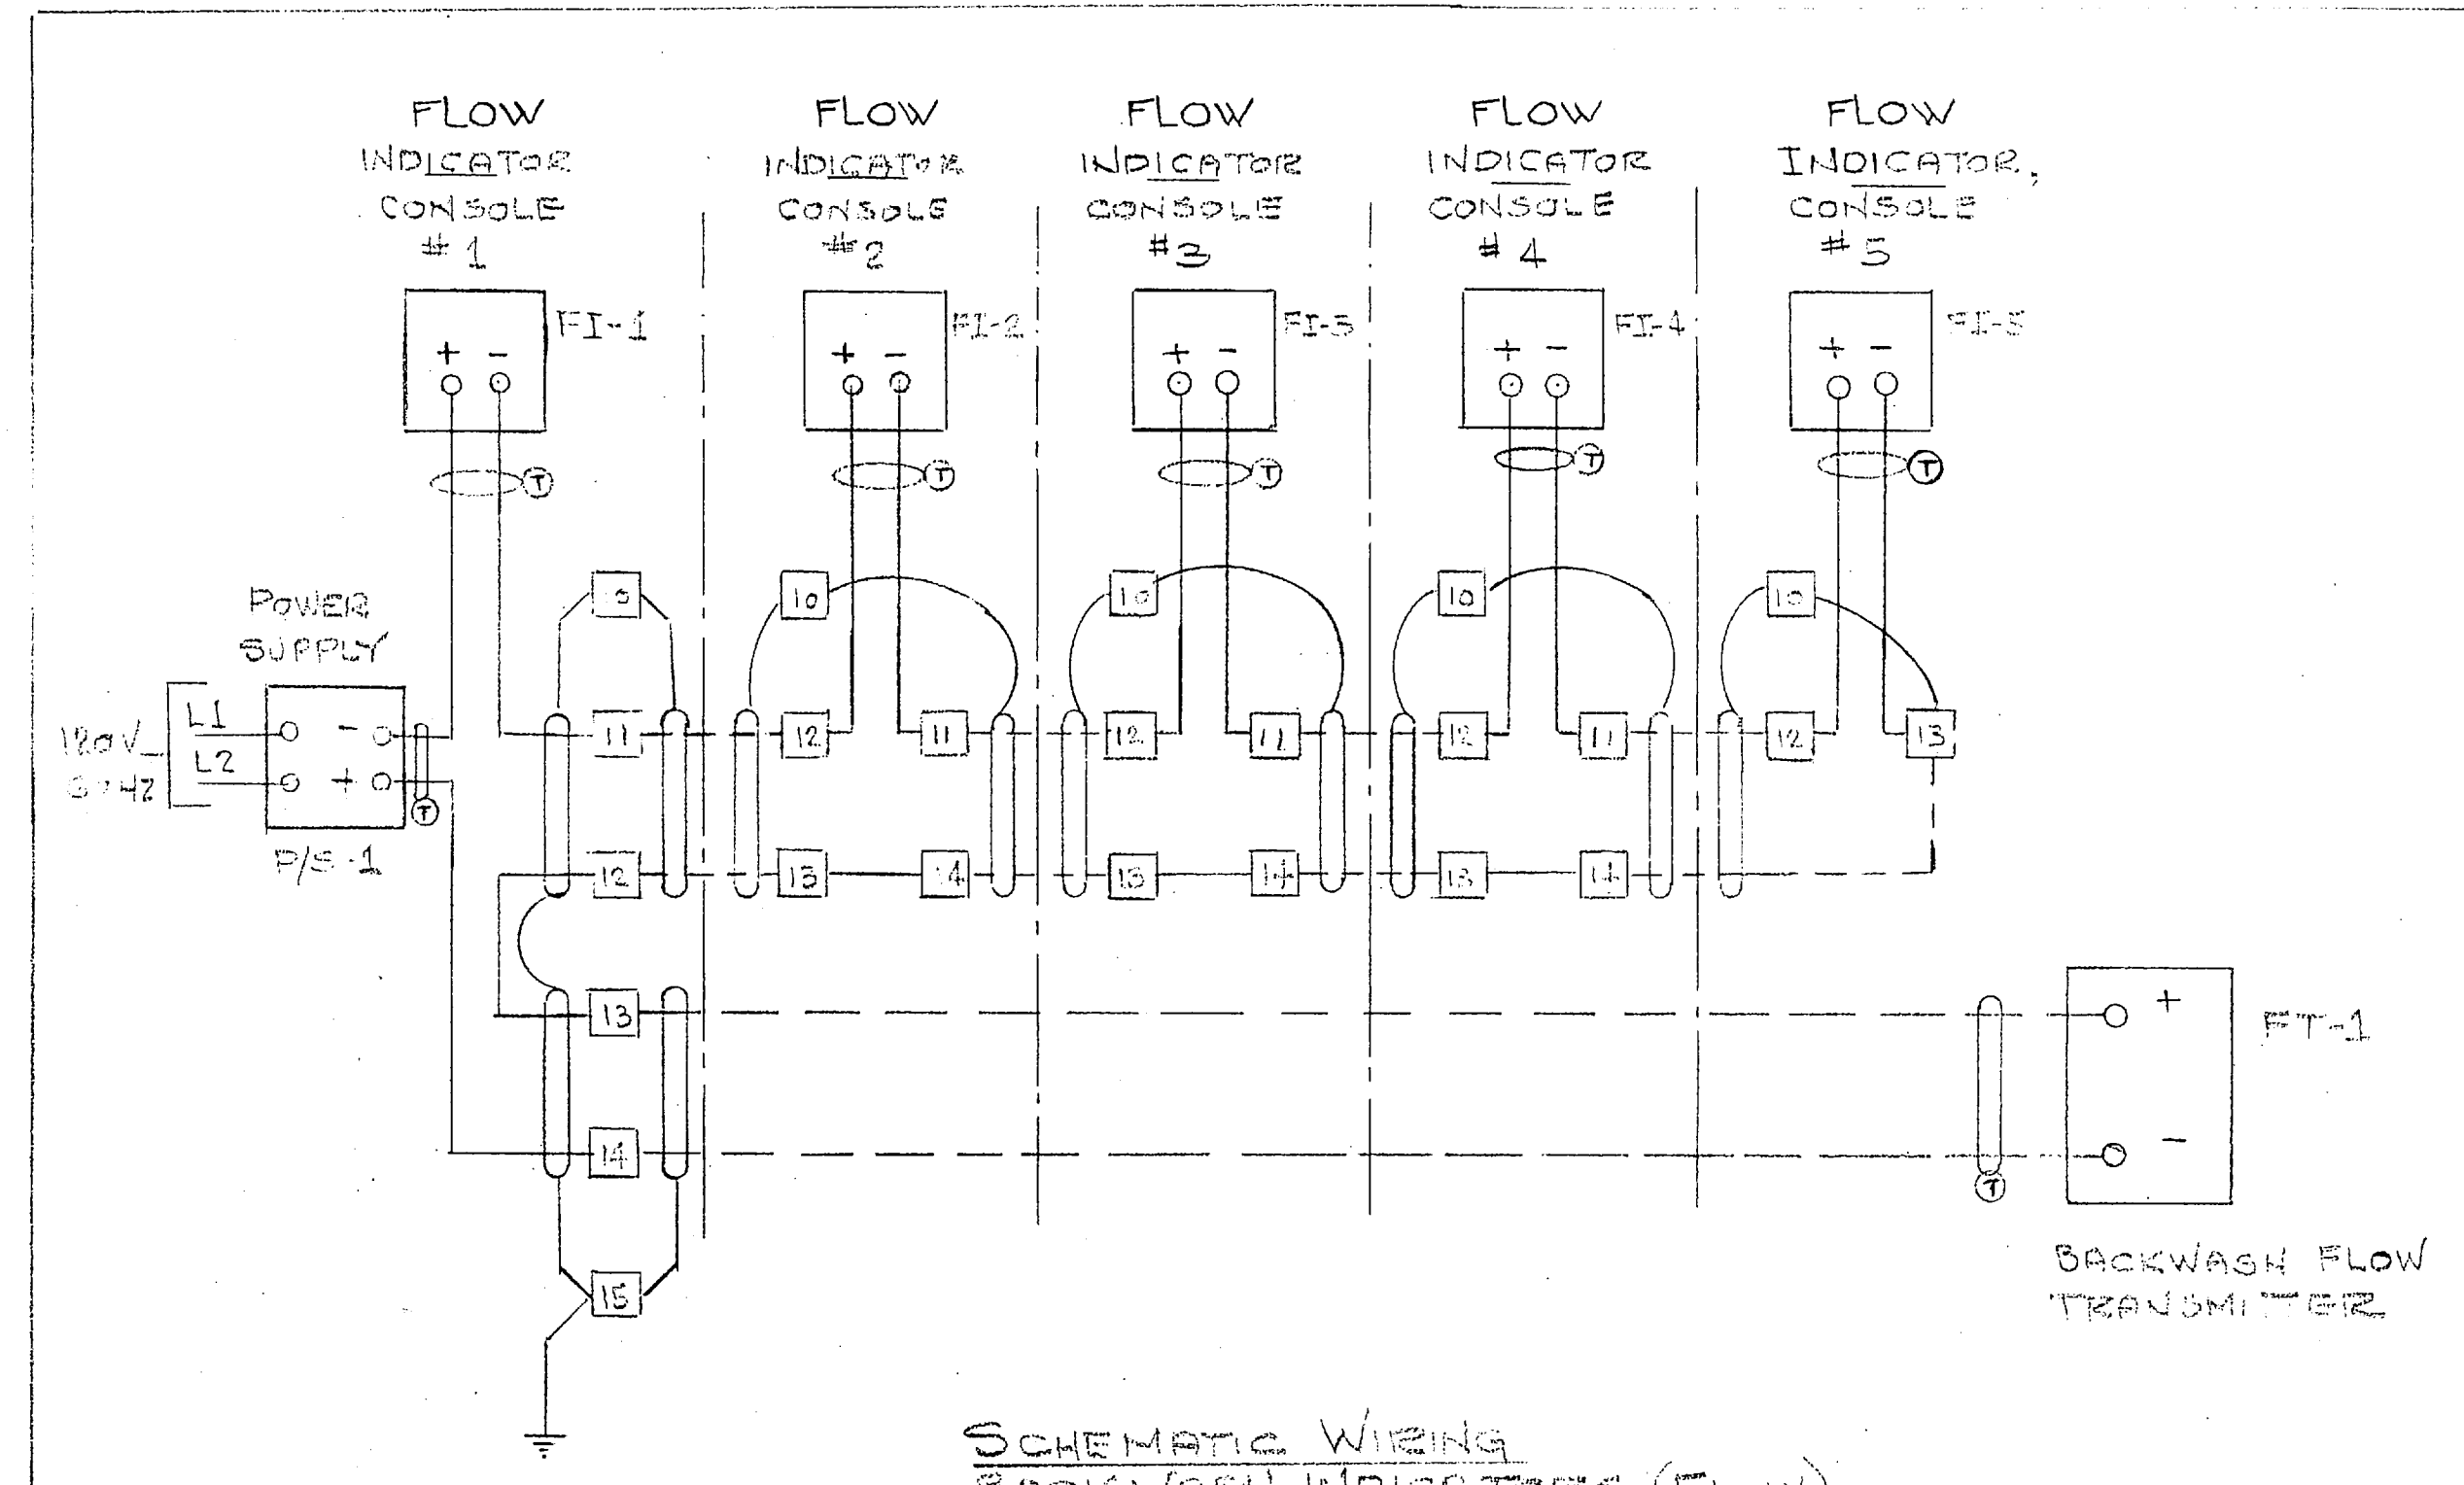 FLOW
INDICATOR
CONSOLE
# 1
FLOW
INDICATOR
CONSOLE
#2
FLOW
INDICATOR
CONSOLE
#3
FLOW
INDICATOR
CONSOLE
# 4
FLOW
INDICATOR,
CONSOLE
# 5
+ -
FI-1
+ -
FI-2
+ -
FI-3
+ -
FI-4
+ -
FI-5
T
T
T
T
T
10
10
10
10
10
POWER
SUPPLY
120V
60HZ
L1
L2
-
+
T
P/S-1
11
12
11
12
11
12
11
12
13
12
13
14
13
14
13
14
13
14
15
+
-
T
FT-1
BACKWASH FLOW
TRANSMITTER
SCHEMATIC WIRING